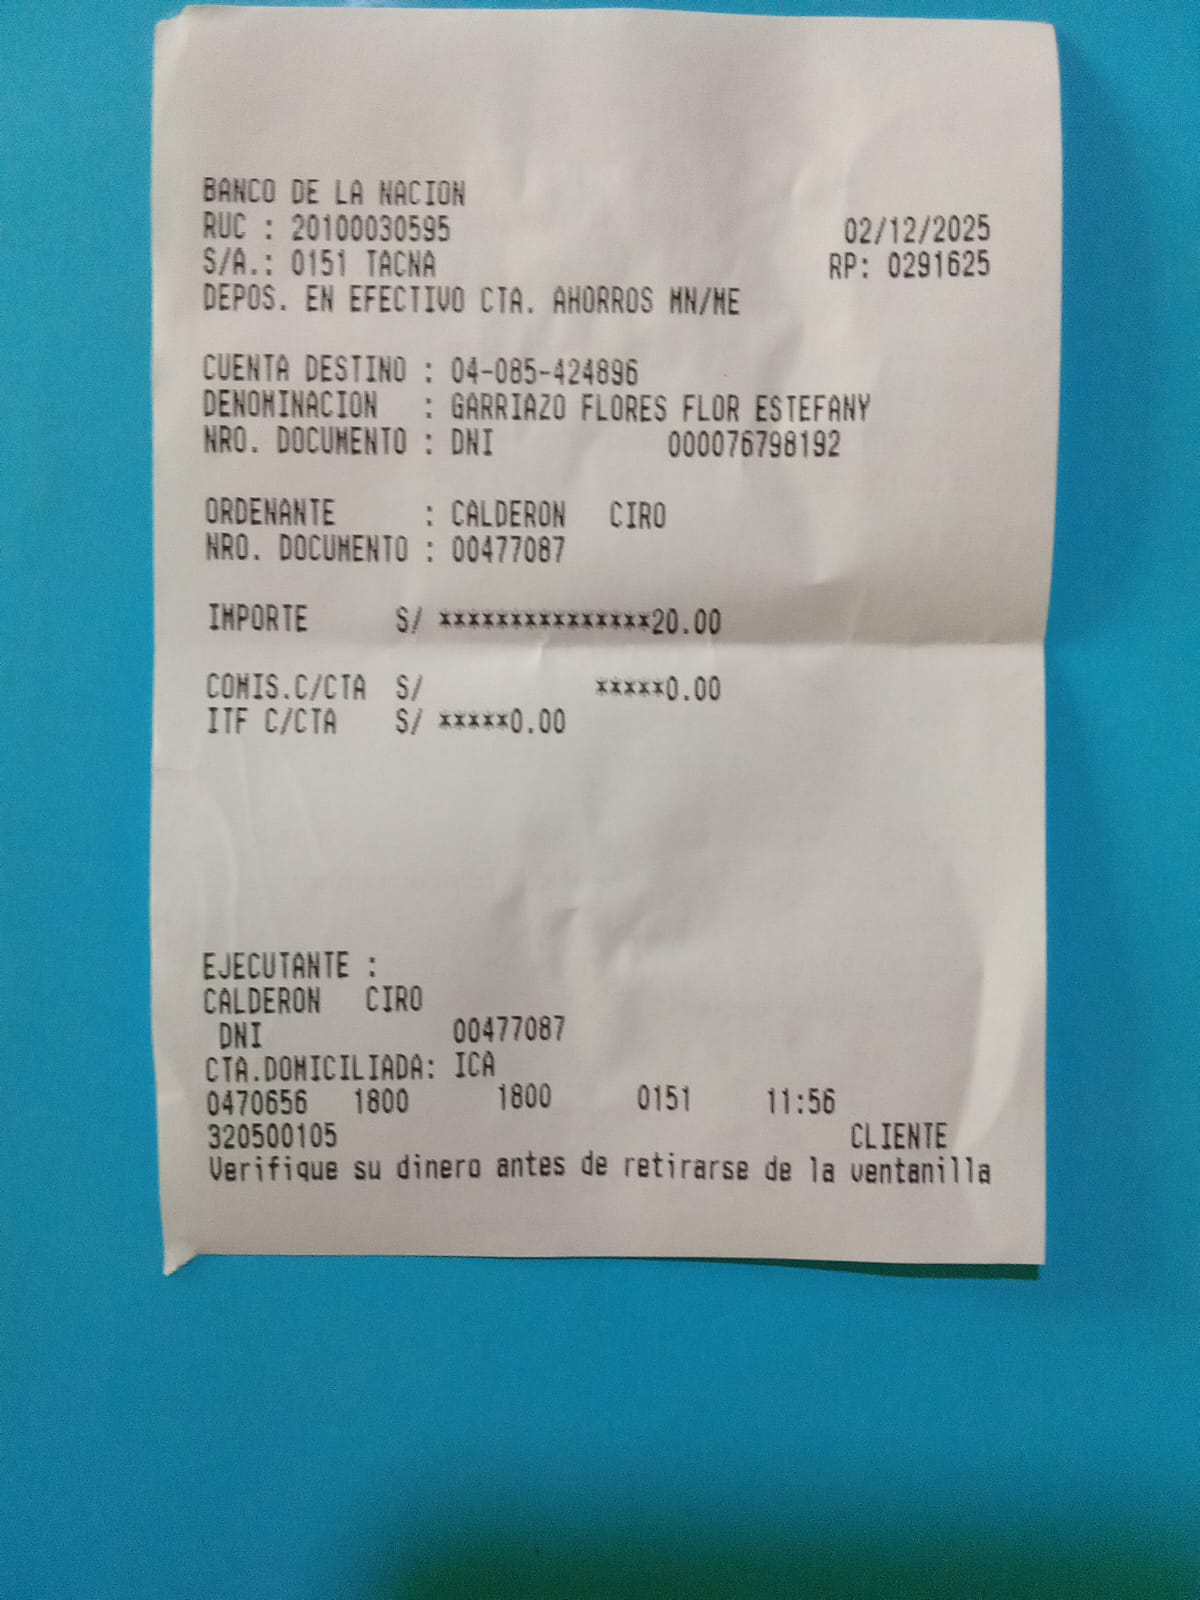 BANCO DE LA NACION
RUC : 20100030595 02/12/2025
S/A.: 0151 TACNA RP: 0291625
DEPOS. EN EFECTIVO CTA. AHORROS MN/ME
CUENTA DESTINO : 04-085-424896
DENOMINACION : GARRIAZO FLORES FLOR ESTEFANY
NRO. DOCUMENTO : DNI 000076798192
ORDENANTE : CALDERON CIRO
NRO. DOCUMENTO : 00477087
IMPORTE S/ ***************20.00
COMIS.C/CTA S/ *****0.00
ITF C/CTA S/ *****0.00
EJECUTANTE :
CALDERON CIRO
DNI 00477087
CTA.DOMICILIADA: ICA
0470656 1800 1800 0151 11:56
320500105 CLIENTE
Verifique su dinero antes de retirarse de la ventanilla